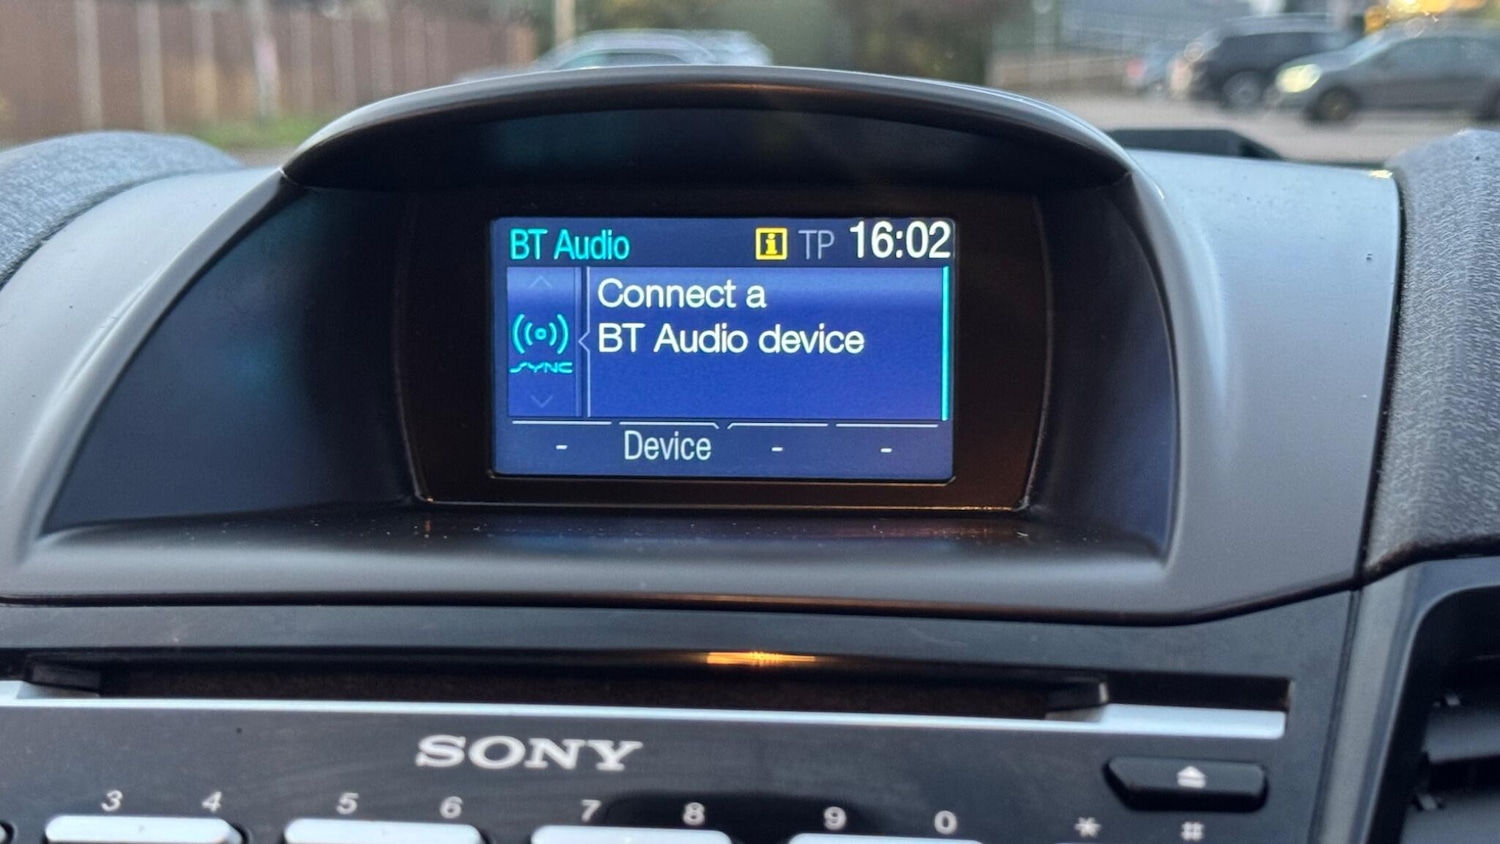 BT Audio i TP 16:02
Connect a
BT Audio device
SYNC
- Device - -
SONY
3 4 5 6 7 8 9 0 * #